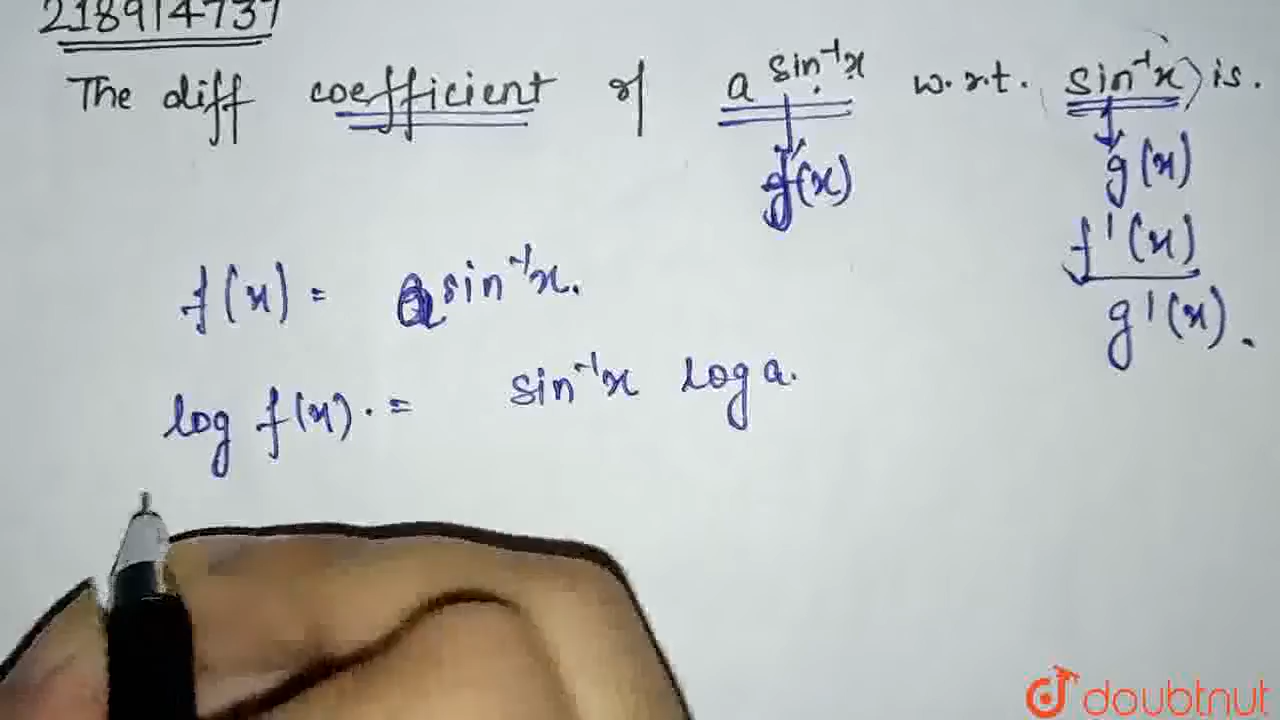 218914737
The diff coefficient of a sin⁻¹x w.r.t. sin⁻¹x is.
f(x) g(x)
f'(x)
g'(x).
f(x) = a sin⁻¹x.
log f(x). = sin⁻¹x log a.
doubtnut